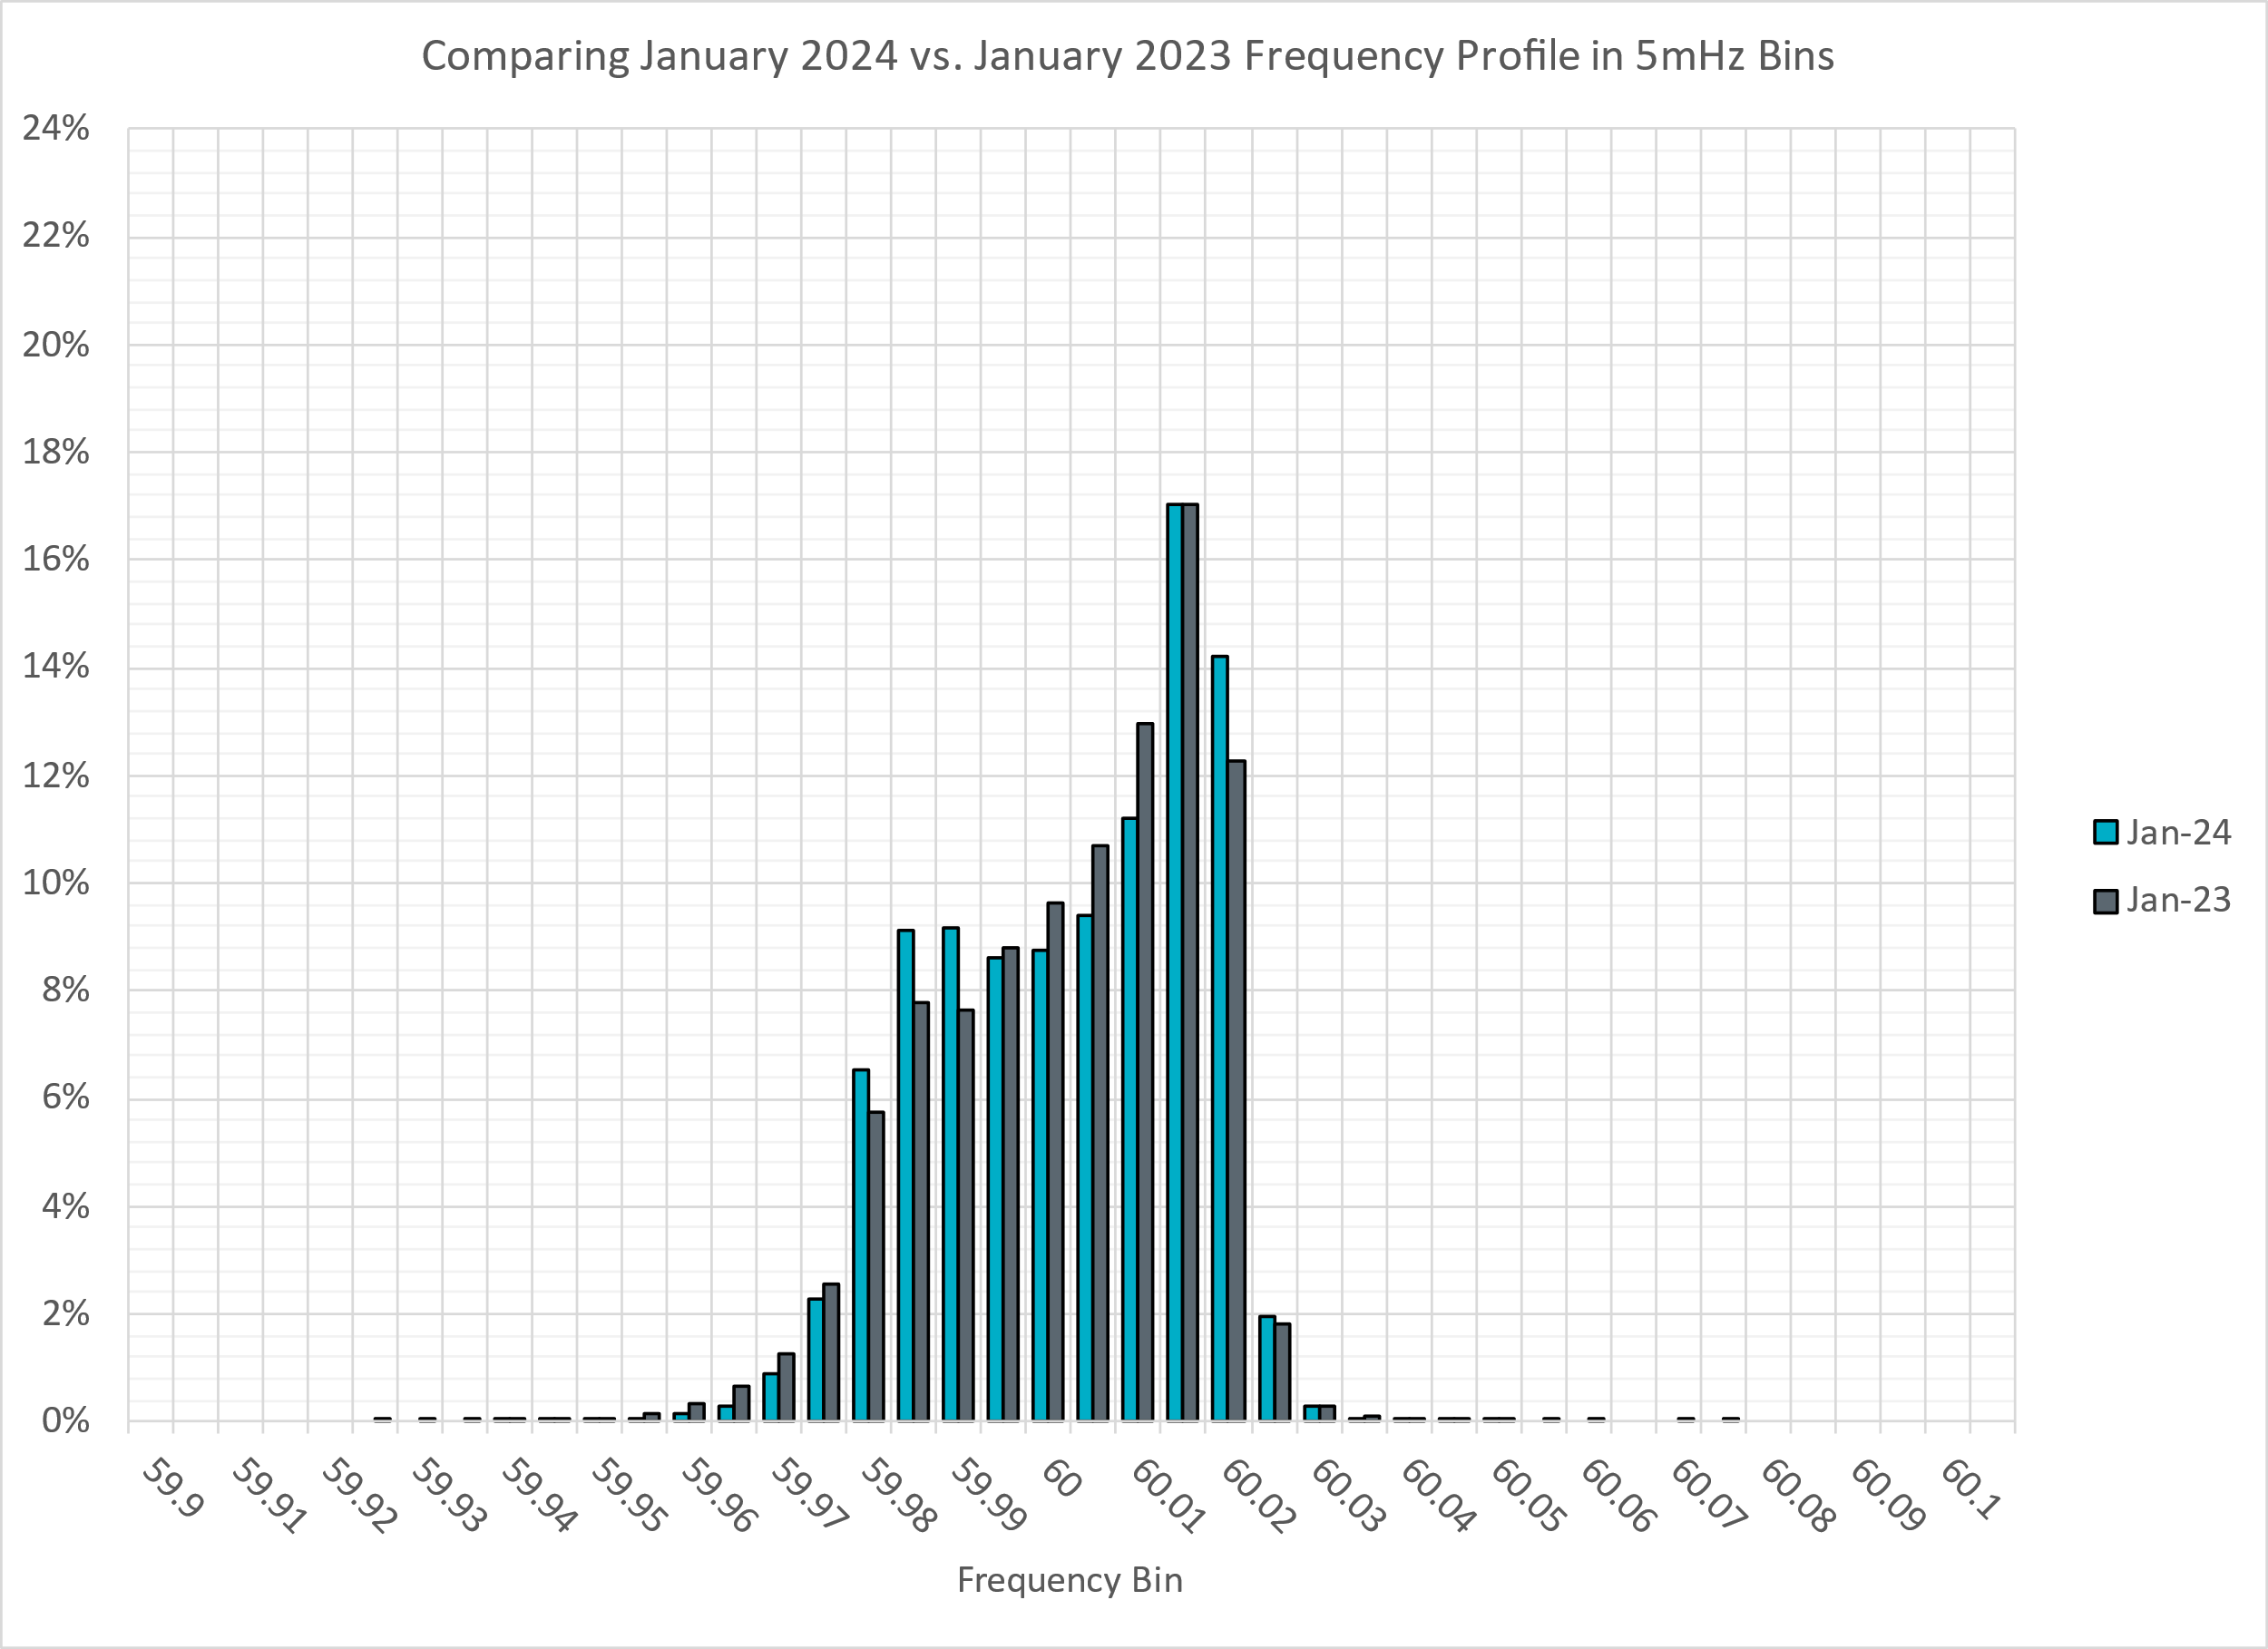 Comparing January 2024 vs. January 2023 Frequency Profile in 5mHz Bins
24%
22%
20%
18%
16%
14%
12%
10%
8%
6%
4%
2%
0%
Jan-24
Jan-23
59.9 59.91 59.92 59.93 59.94 59.95 59.96 59.97 59.98 59.99 60 60.01 60.02 60.03 60.04 60.05 60.06 60.07 60.08 60.09 60.1
Frequency Bin